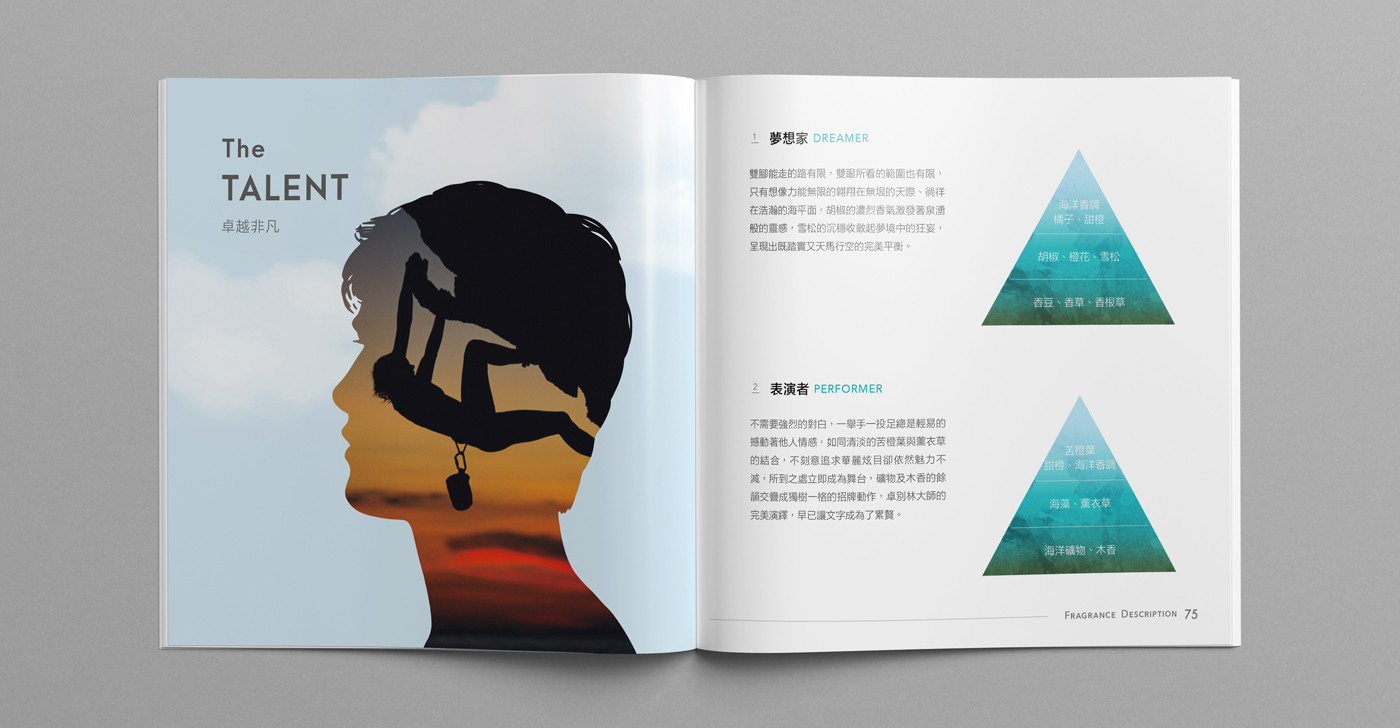 The
TALENT
卓越非凡
1 夢想家 DREAMER
雙腳能走的路有限，雙眼所看的範圍也有限，
只有想像力能無限的翱翔在無垠的天際、徜徉
在浩瀚的海平面，胡椒的濃烈香氣激發著泉湧
般的靈感，雪松的沉穩收斂起夢境中的狂妄，
呈現出既踏實又天馬行空的完美平衡。
海洋香調
橘子、甜橙
胡椒、橙花、雪松
香豆、香草、香根草
2 表演者 PERFORMER
不需要強烈的對白，一舉手一投足總是輕易的
撼動著他人情感，如同清淡的苦橙葉與薰衣草
的結合，不刻意追求華麗炫目卻依然魅力不
減，所到之處立即成為舞台，礦物及木香的餘
韻交疊成獨樹一格的招牌動作，卓別林大師的
完美演繹，早已讓文字成為了累贅。
苦橙葉
甜橙、海洋香調
海藻、薰衣草
海洋礦物、木香
FRAGRANCE DESCRIPTION 75